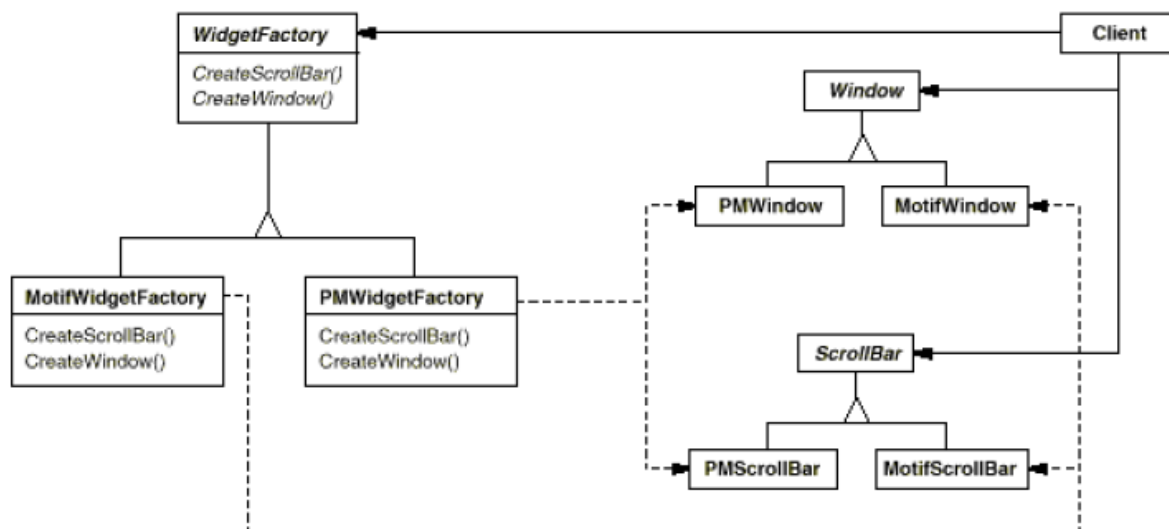 WidgetFactory
CreateScrollBar()
CreateWindow()
Client
Window
PMWindow
MotifWindow
MotifWidgetFactory
CreateScrollBar()
CreateWindow()
PMWidgetFactory
CreateScrollBar()
CreateWindow()
ScrollBar
PMScrollBar
MotifScrollBar